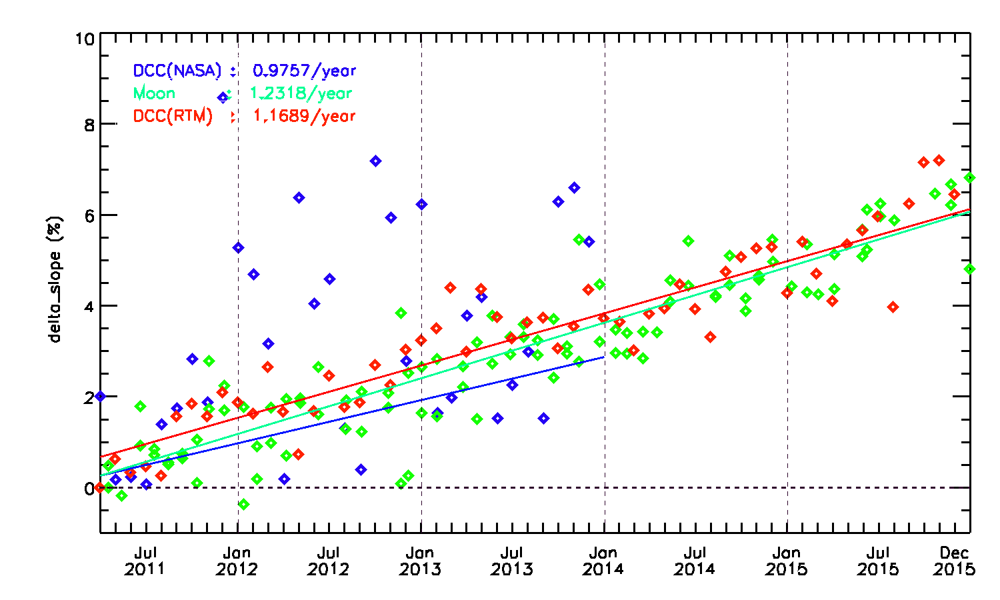 10
DCC(NASA) : 0.9757/year
Moon : 1.2318/year
DCC(RTM) : 1.1689/year
8
6
delta_slope (%)
4
2
0
Jul Jan Jul Jan Jul Jan Jul Jan Jul Dec
2011 2012 2012 2013 2013 2014 2014 2015 2015 2015